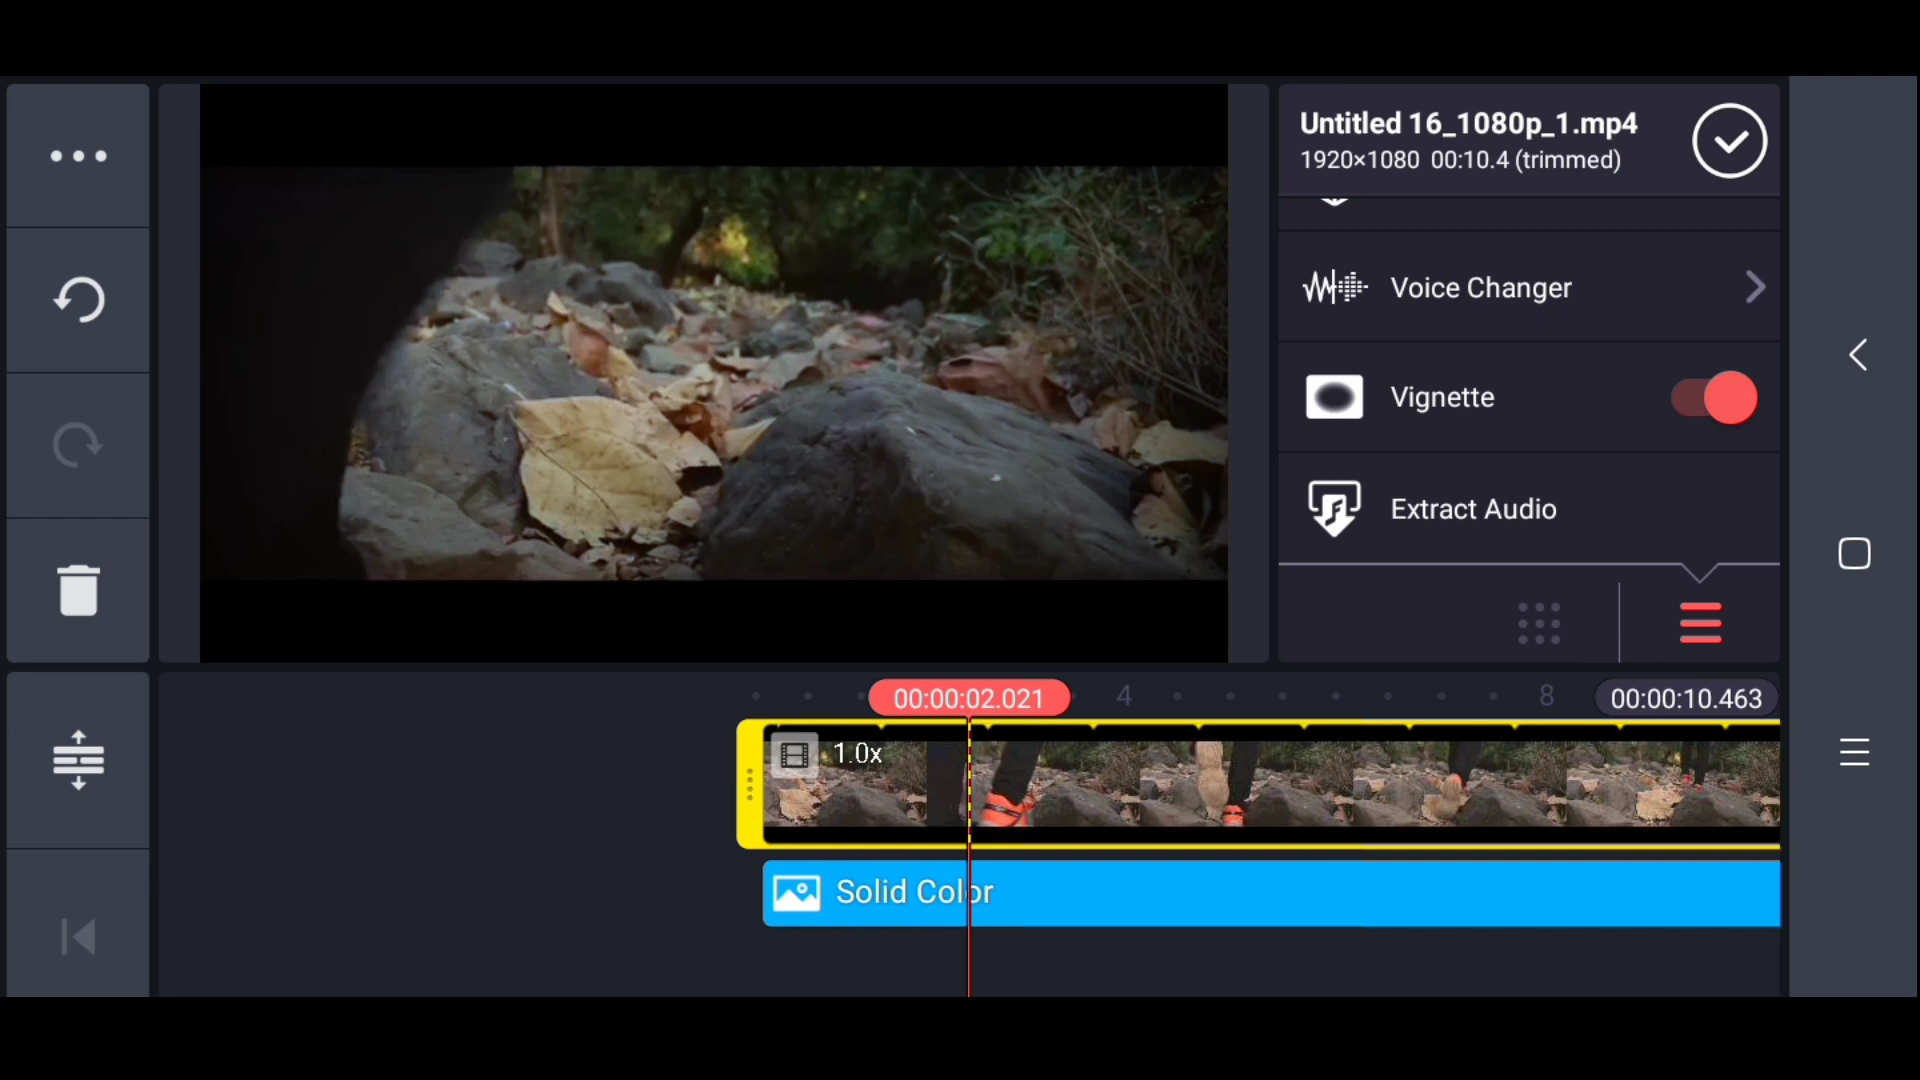 Untitled 16_1080p_1.mp4
1920×1080 00:10.4 (trimmed)
Voice Changer
Vignette
Extract Audio
00:00:02.021
4
8
00:00:10.463
1.0x
Solid Color